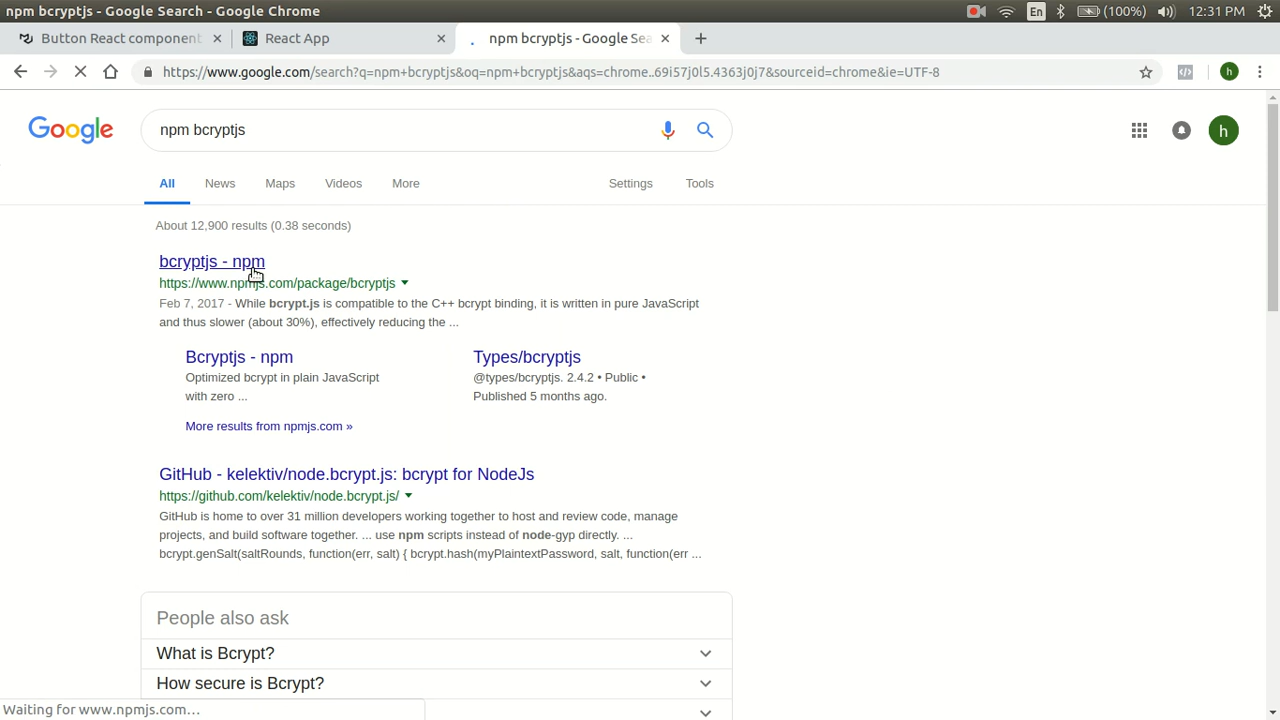 npm bcryptjs - Google Search - Google Chrome
En
(100%)
12:31 PM
Button React component
React App
npm bcryptjs - Google Sea
https://www.google.com/search?q=npm+bcryptjs&oq=npm+bcryptjs&aqs=chrome..69i57j0l5.4363j0j7&sourceid=chrome&ie=UTF-8
h
Google
npm bcryptjs
h
All
News
Maps
Videos
More
Settings
Tools
About 12,900 results (0.38 seconds)
bcryptjs - npm
https://www.npmjs.com/package/bcryptjs
Feb 7, 2017 - While bcrypt.js is compatible to the C++ bcrypt binding, it is written in pure JavaScript
and thus slower (about 30%), effectively reducing the ...
Bcryptjs - npm
Optimized bcrypt in plain JavaScript
with zero ...
Types/bcryptjs
@types/bcryptjs. 2.4.2 • Public •
Published 5 months ago.
More results from npmjs.com »
GitHub - kelektiv/node.bcrypt.js: bcrypt for NodeJs
https://github.com/kelektiv/node.bcrypt.js/
GitHub is home to over 31 million developers working together to host and review code, manage
projects, and build software together. ... use npm scripts instead of node-gyp directly. ...
bcrypt.genSalt(saltRounds, function(err, salt) { bcrypt.hash(myPlaintextPassword, salt, function(err ...
People also ask
What is Bcrypt?
How secure is Bcrypt?
Waiting for www.npmjs.com...